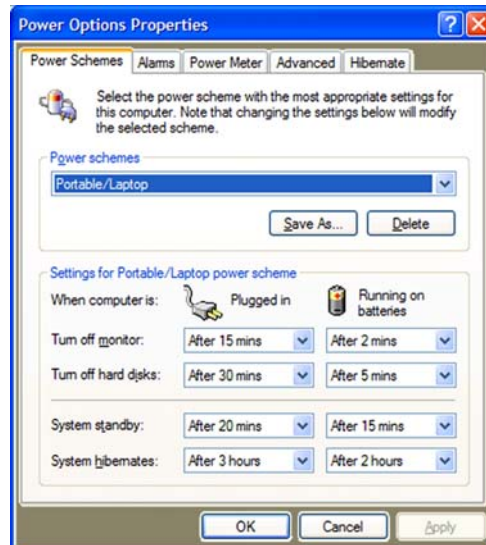 Power Options Properties
Power Schemes Alarms Power Meter Advanced Hibernate
Select the power scheme with the most appropriate settings for
this computer. Note that changing the settings below will modify
the selected scheme.
Power schemes
Portable/Laptop
Save As... Delete
Settings for Portable/Laptop power scheme
When computer is: Plugged in Running on
batteries
Turn off monitor: After 15 mins After 2 mins
Turn off hard disks: After 30 mins After 5 mins
System standby: After 20 mins After 15 mins
System hibernates: After 3 hours After 2 hours
OK Cancel Apply